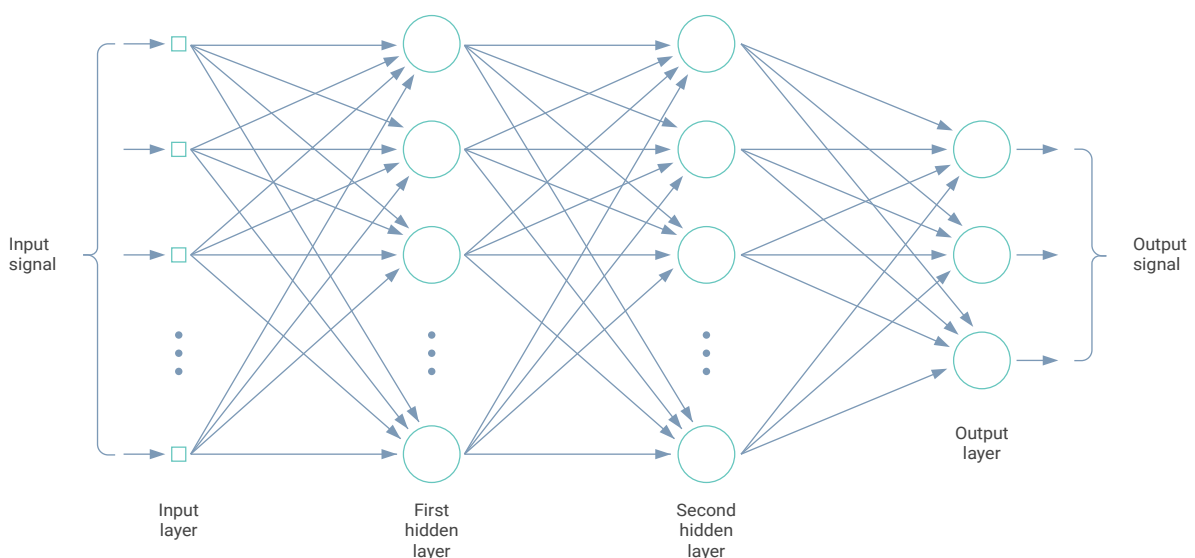 Input
signal
Input
layer
First
hidden
layer
Second
hidden
layer
Output
layer
Output
signal